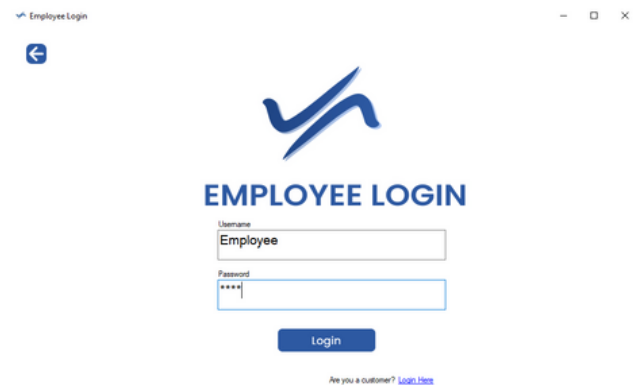 Employee Login
EMPLOYEE LOGIN
Username
Employee
Password
****
Login
Are you a customer? Login Here